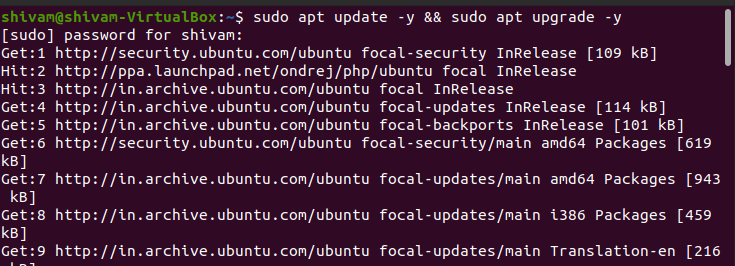 shivam@shivam-VirtualBox:~$ sudo apt update -y && sudo apt upgrade -y
[sudo] password for shivam:
Get:1 http://security.ubuntu.com/ubuntu focal-security InRelease [109 kB]
Hit:2 http://ppa.launchpad.net/ondrej/php/ubuntu focal InRelease
Hit:3 http://in.archive.ubuntu.com/ubuntu focal InRelease
Get:4 http://in.archive.ubuntu.com/ubuntu focal-updates InRelease [114 kB]
Get:5 http://in.archive.ubuntu.com/ubuntu focal-backports InRelease [101 kB]
Get:6 http://security.ubuntu.com/ubuntu focal-security/main amd64 Packages [619
kB]
Get:7 http://in.archive.ubuntu.com/ubuntu focal-updates/main amd64 Packages [943
 kB]
Get:8 http://in.archive.ubuntu.com/ubuntu focal-updates/main i386 Packages [459
kB]
Get:9 http://in.archive.ubuntu.com/ubuntu focal-updates/main Translation-en [216
kB]